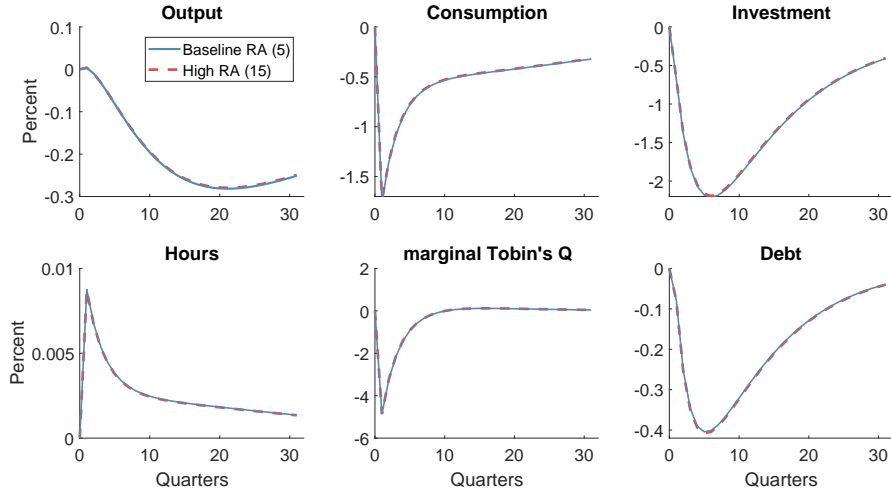 Output
Consumption
Investment
Percent
0.1
0
-0.1
-0.2
-0.3
0 10 20 30
Baseline RA (5)
High RA (15)
0
-0.5
-1
-1.5
0 10 20 30
0
-0.5
-1
-1.5
-2
0 10 20 30
Hours
marginal Tobin's Q
Debt
Percent
0.01
0.005
0
0 10 20 30
Quarters
2
0
-2
-4
-6
0 10 20 30
Quarters
0
-0.1
-0.2
-0.3
-0.4
0 10 20 30
Quarters